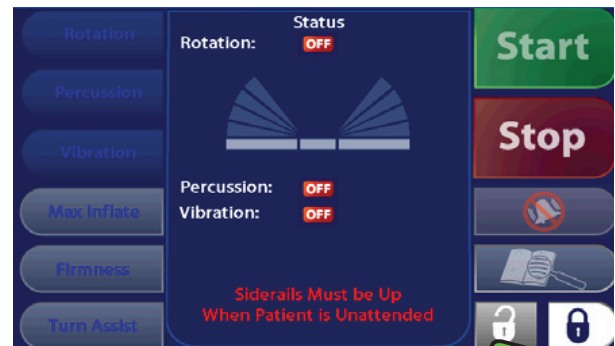 Rotation
Percussion
Vibration
Max Inflate
Firmness
Turn Assist
Status
Rotation: OFF
Percussion: OFF
Vibration: OFF
Siderails Must be Up
When Patient is Unattended
Start
Stop